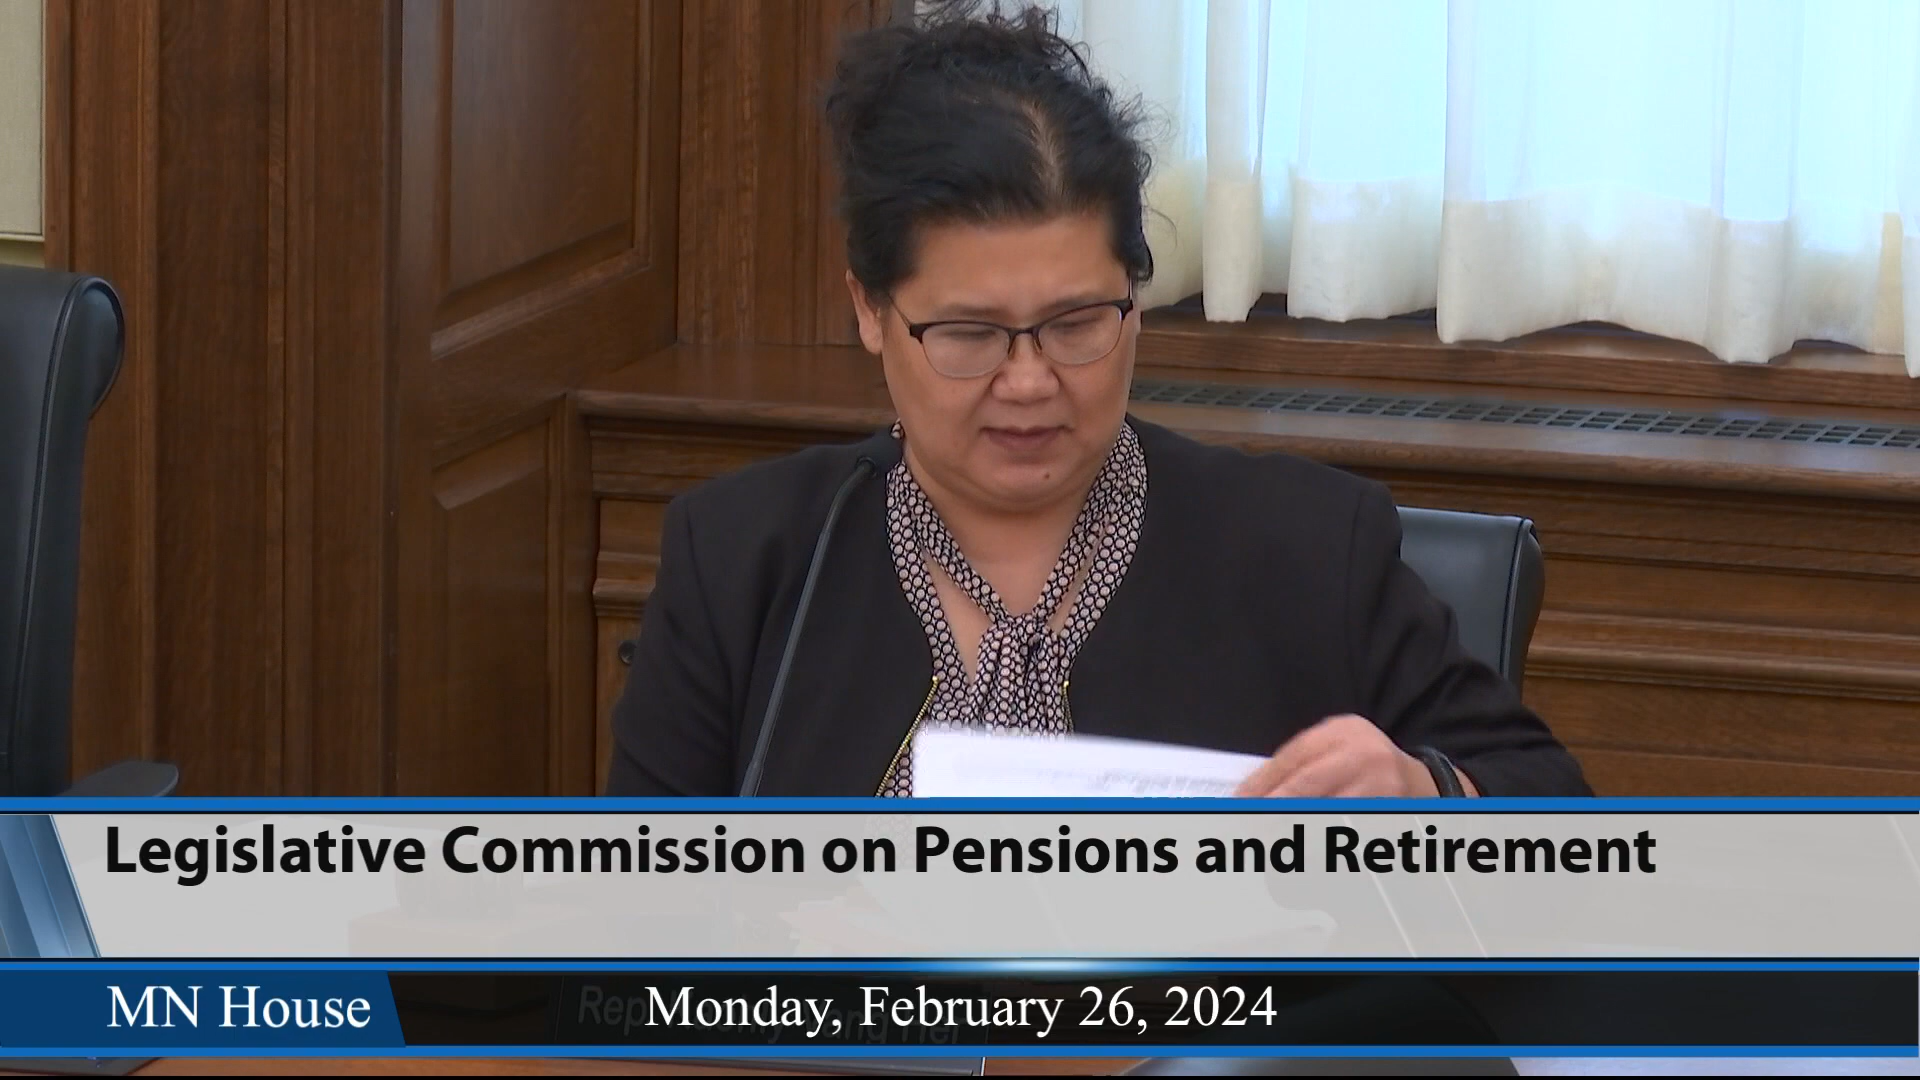 Legislative Commission on Pensions and Retirement
MN House
Monday, February 26, 2024